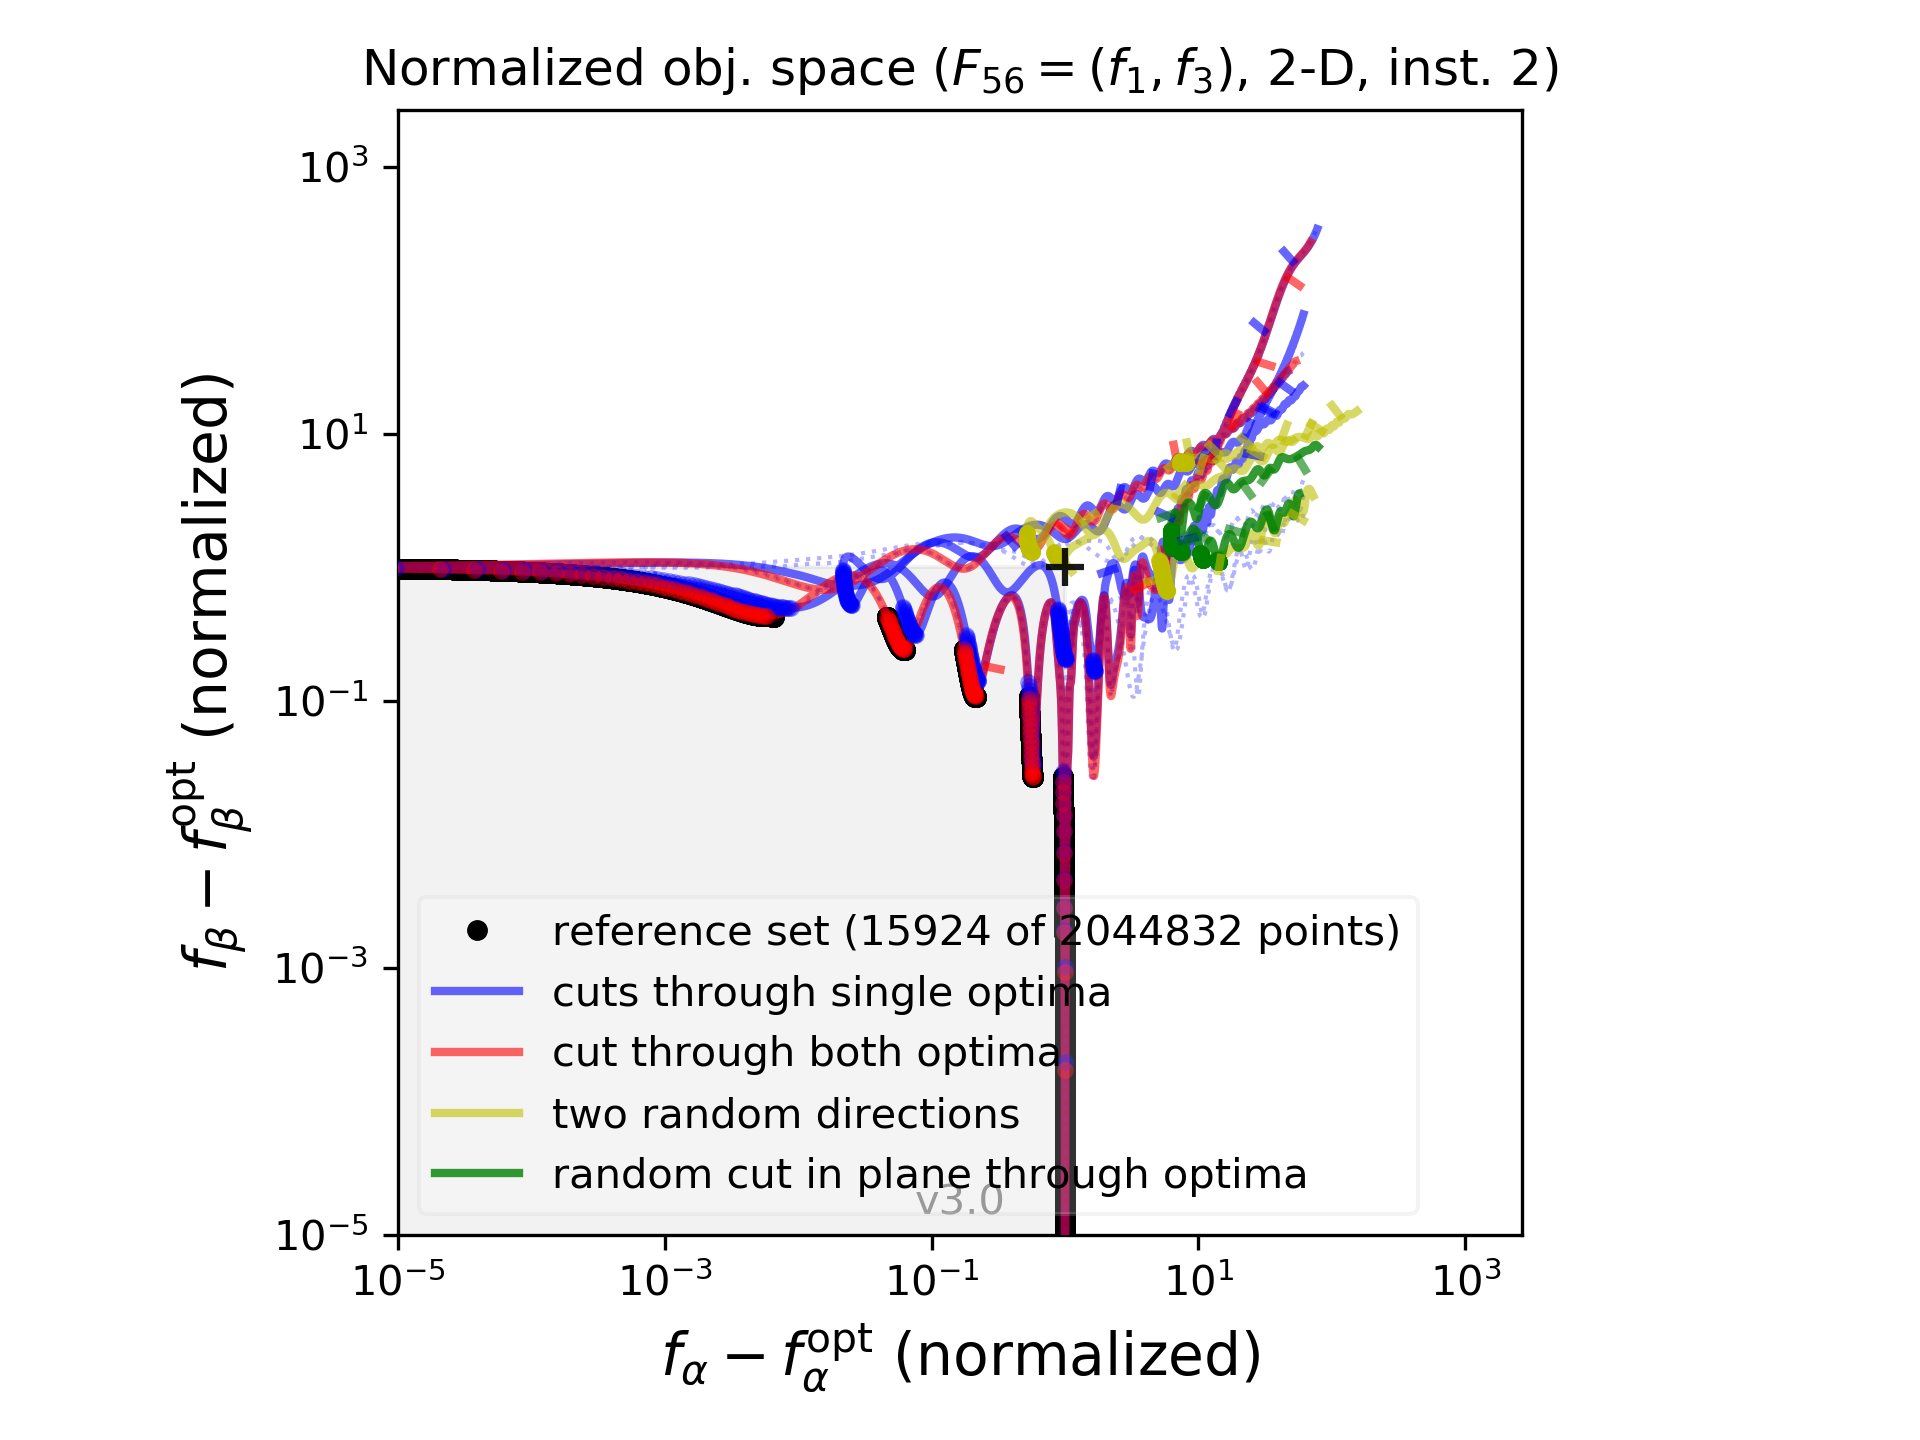 Normalized obj. space (F₅₆ = (f₁, f₃), 2-D, inst. 2)
10³
10¹
10⁻¹
10⁻³
10⁻⁵
f_β − f_β^opt (normalized)
reference set (15924 of 2044832 points)
cuts through single optima
cut through both optima
two random directions
random cut in plane through optima
v3.0
10⁻⁵ 10⁻³ 10⁻¹ 10¹ 10³
f_α − f_α^opt (normalized)